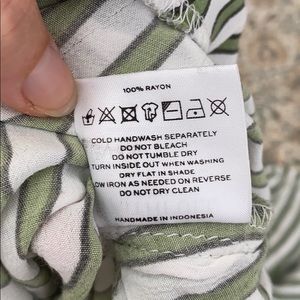 100% RAYON
COLD HANDWASH SEPARATELY
DO NOT BLEACH
DO NOT TUMBLE DRY
TURN INSIDE OUT WHEN WASHING
DRY FLAT IN SHADE
LOW IRON AS NEEDED ON REVERSE
DO NOT DRY CLEAN
HANDMADE IN INDONESIA